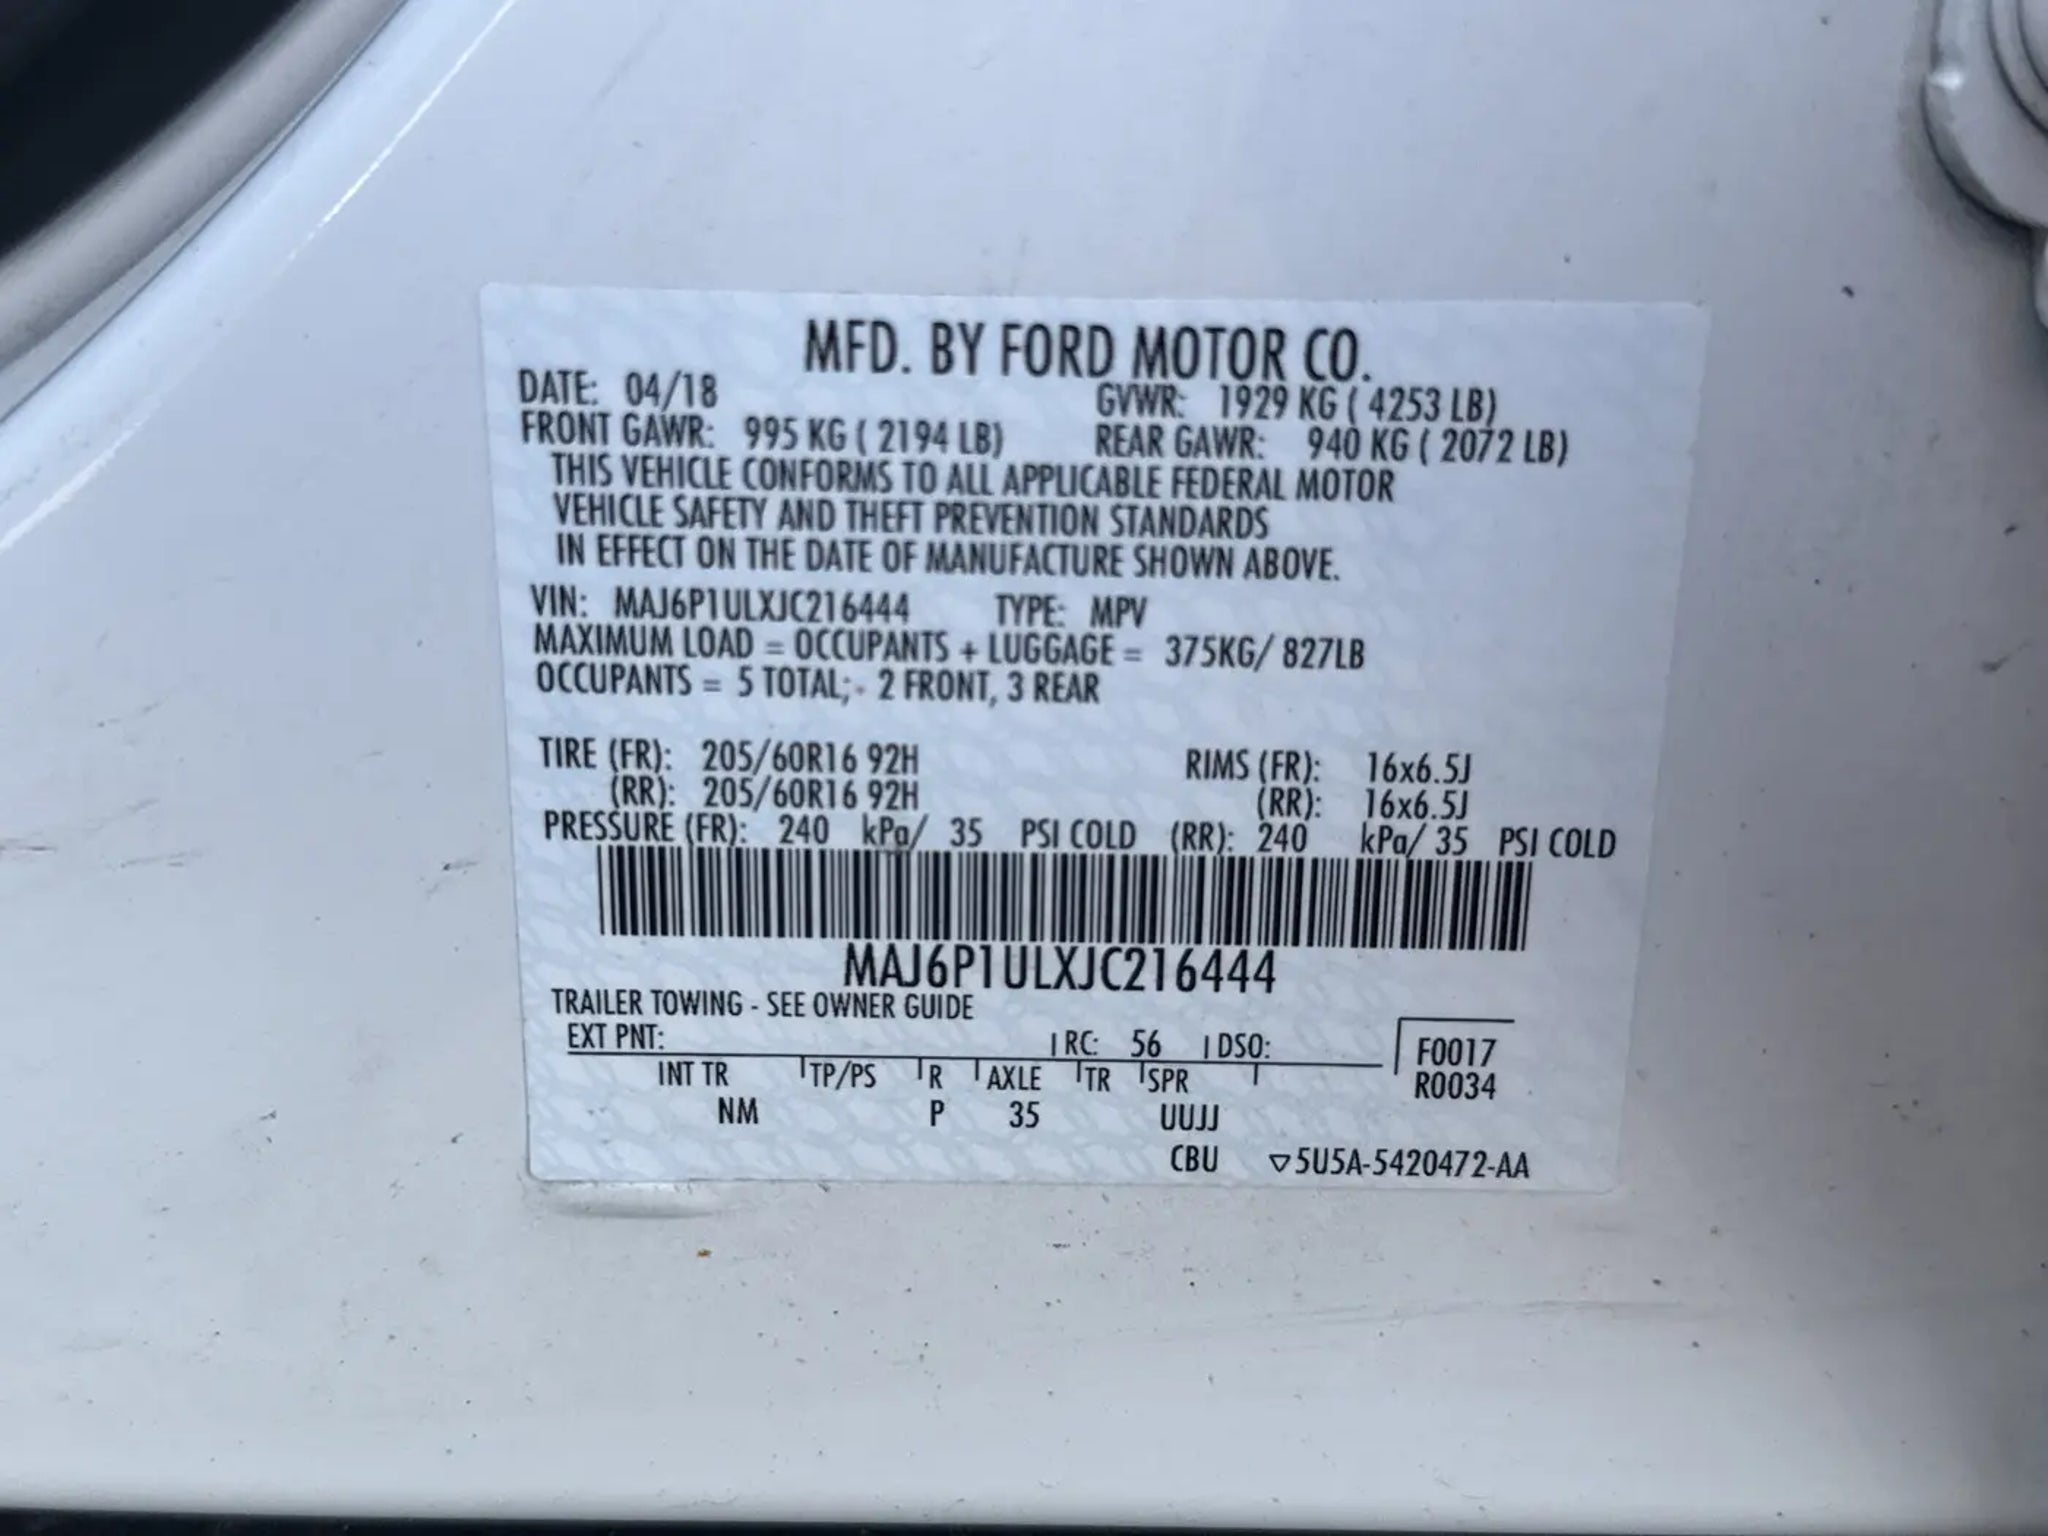 MFD. BY FORD MOTOR CO.
DATE: 04/18 GVWR: 1929 KG ( 4253 LB)
FRONT GAWR: 995 KG ( 2194 LB) REAR GAWR: 940 KG ( 2072 LB)
THIS VEHICLE CONFORMS TO ALL APPLICABLE FEDERAL MOTOR
VEHICLE SAFETY AND THEFT PREVENTION STANDARDS
IN EFFECT ON THE DATE OF MANUFACTURE SHOWN ABOVE.
VIN: MAJ6P1ULXJC216444 TYPE: MPV
MAXIMUM LOAD = OCCUPANTS + LUGGAGE = 375KG/ 827LB
OCCUPANTS = 5 TOTAL; - 2 FRONT, 3 REAR
TIRE (FR): 205/60R16 92H RIMS (FR): 16x6.5J
(RR): 205/60R16 92H (RR): 16x6.5J
PRESSURE (FR): 240 kPa/ 35 PSI COLD (RR): 240 kPa/ 35 PSI COLD
MAJ6P1ULXJC216444
TRAILER TOWING - SEE OWNER GUIDE
EXT PNT: RC: 56 DSO: F0017
INT TR TP/PS R AXLE TR SPR R0034
NM P 35 UUJJ
CBU ▽5U5A-5420472-AA